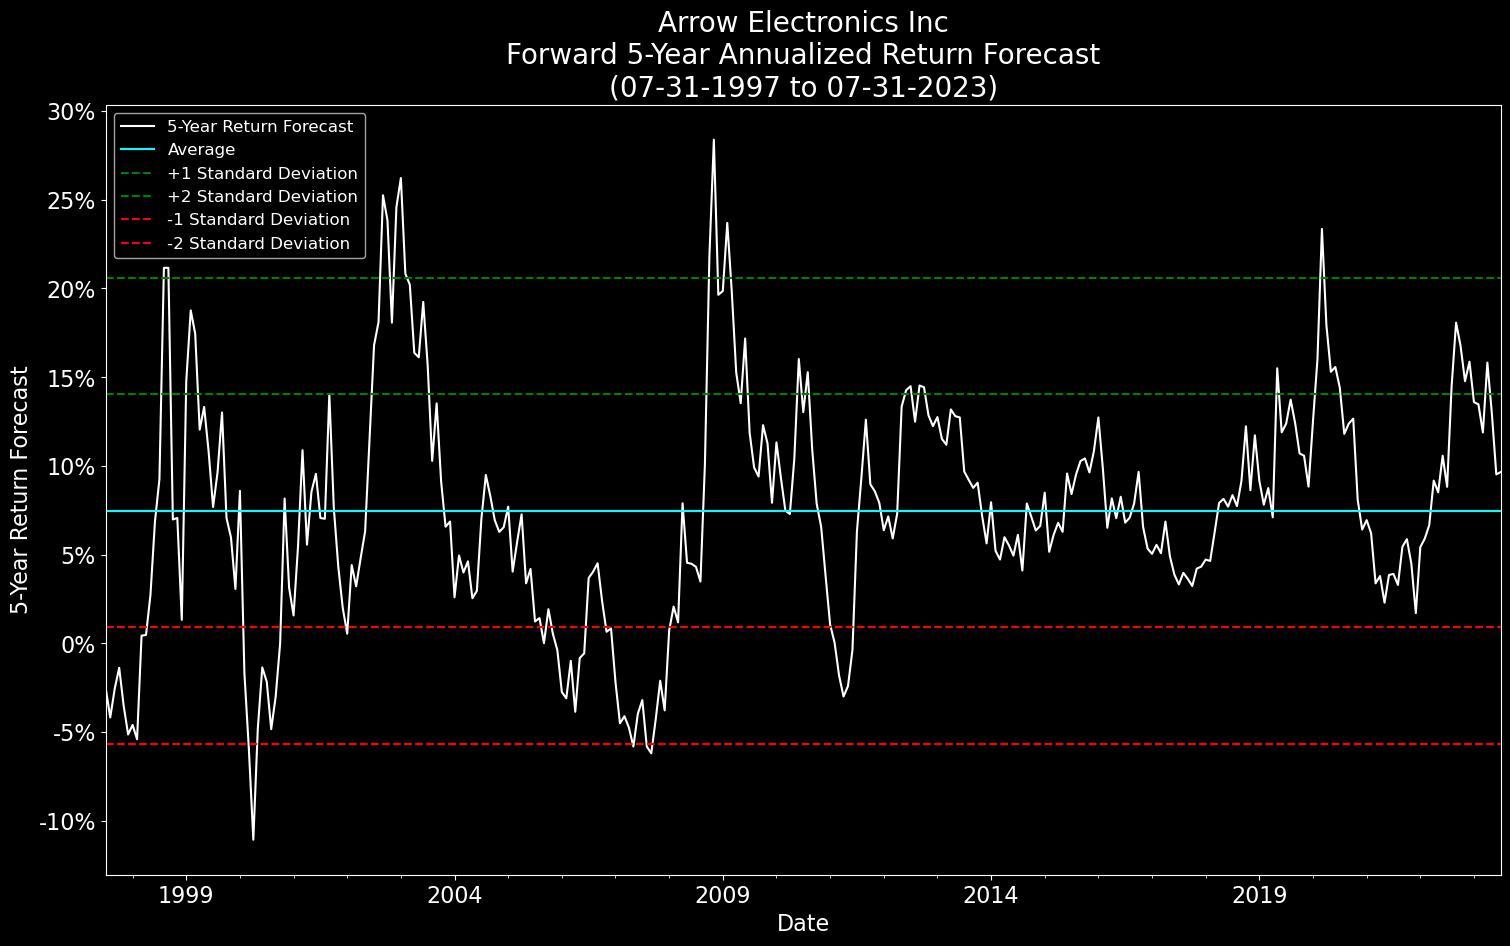 Arrow Electronics Inc
Forward 5-Year Annualized Return Forecast
(07-31-1997 to 07-31-2023)
5-Year Return Forecast
Average
+1 Standard Deviation
+2 Standard Deviation
-1 Standard Deviation
-2 Standard Deviation
5-Year Return Forecast
30%
25%
20%
15%
10%
5%
0%
-5%
-10%
1999
2004
2009
2014
2019
Date